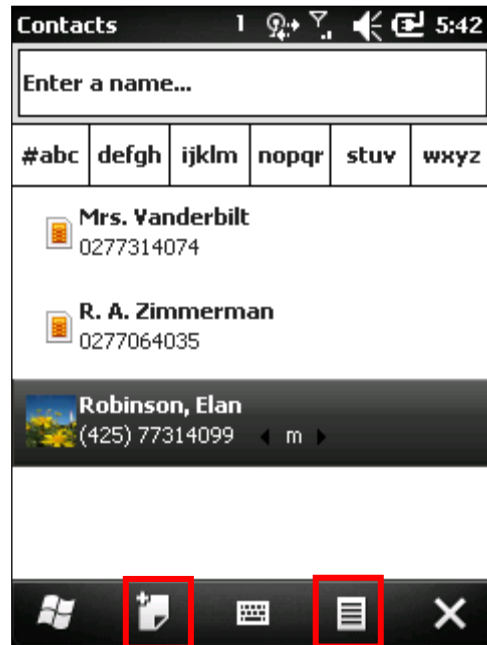 Contacts 1 5:42
Enter a name...
#abc defgh ijklm nopqr stuv wxyz
Mrs. Vanderbilt
0277314074
R. A. Zimmerman
0277064035
Robinson, Elan
(425) 77314099 m